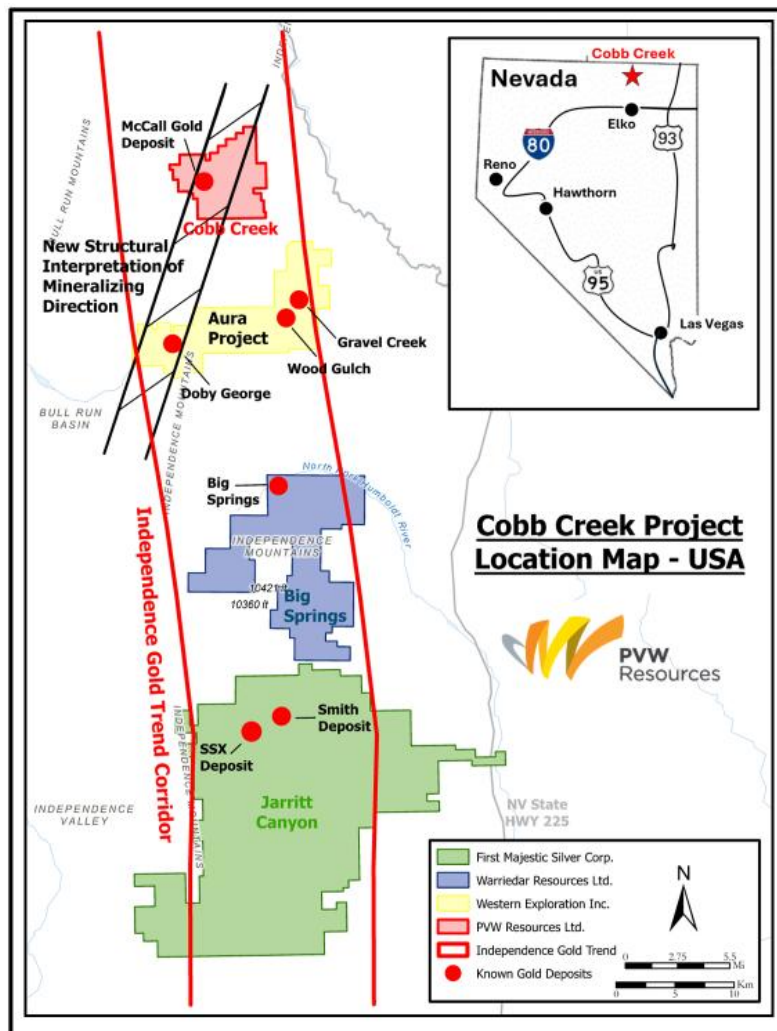 INDEPE
McCall Gold
Deposit
BULL RUN MOUNTAINS
Cobb Creek
New Structural
Interpretation of
Mineralizing
Direction
Aura
Project
Gravel Creek
Wood Gulch
Doby George
INDEPENDENCE MOUNTAINS
BULL RUN
BASIN
Big
Springs
North Fork Humboldt River
INDEPENDENCE
MOUNTAINS
10421 ft
10360 ft
Big
Springs
Independence Gold Trend Corridor
Smith
Deposit
SSX
Deposit
INDEPENDENCE MOUNTAINS
Jarritt
Canyon
INDEPENDENCE
VALLEY
NV State
HWY 225
Cobb Creek
Nevada
Elko
INTERSTATE
80
93
Reno
Hawthorn
US
95
Las Vegas
Cobb Creek Project
Location Map - USA
PVW
Resources
First Majestic Silver Corp.
Warriedar Resources Ltd.
Western Exploration Inc.
PVW Resources Ltd.
Independence Gold Trend
Known Gold Deposits
N
0 2.75 5.5
Mi
0 5 10
Km